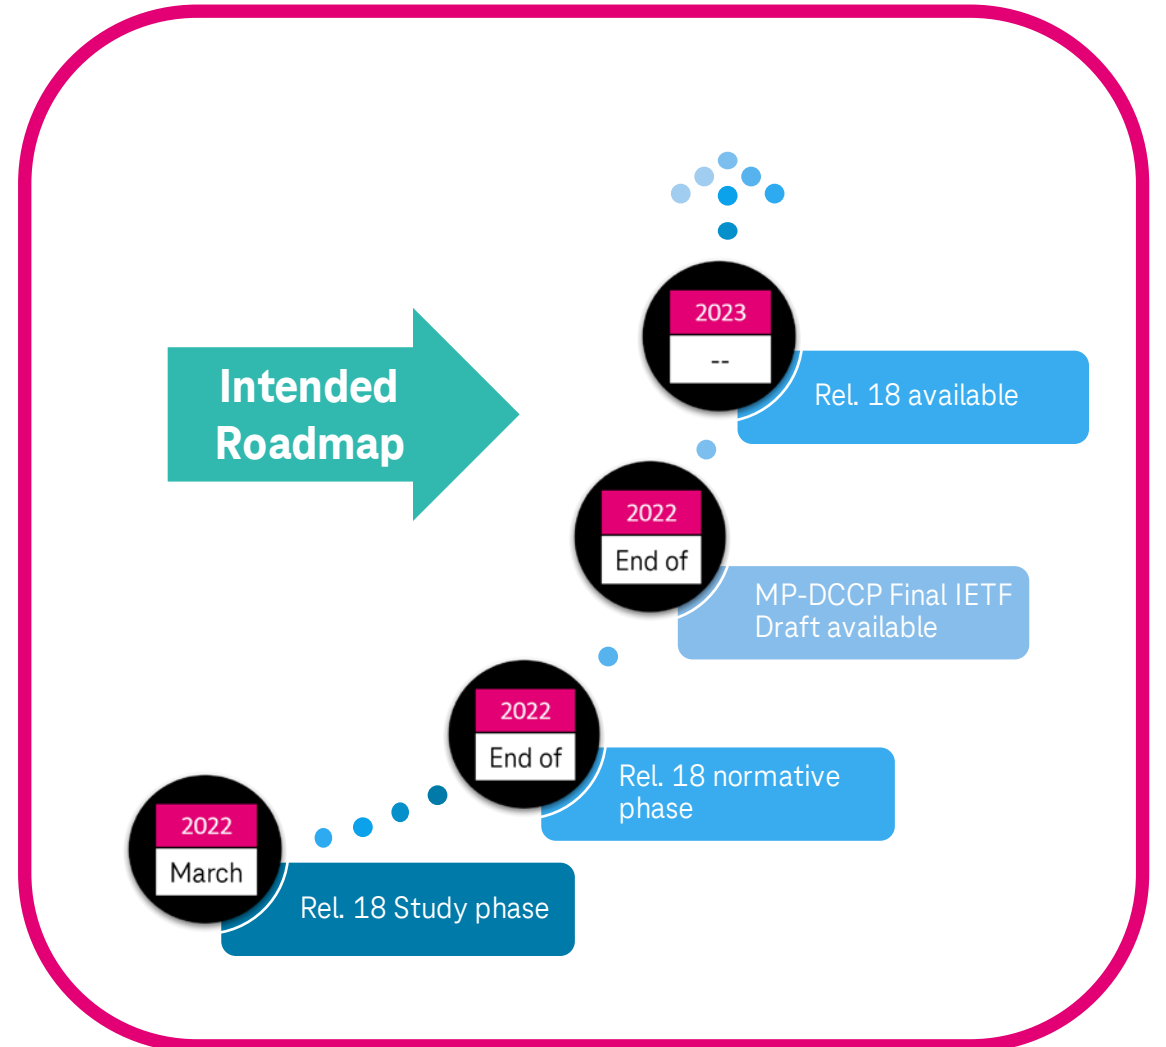 2023
--
Rel. 18 available
Intended
Roadmap
2022
End of
MP-DCCP Final IETF
Draft available
2022
End of
Rel. 18 normative
phase
2022
March
Rel. 18 Study phase